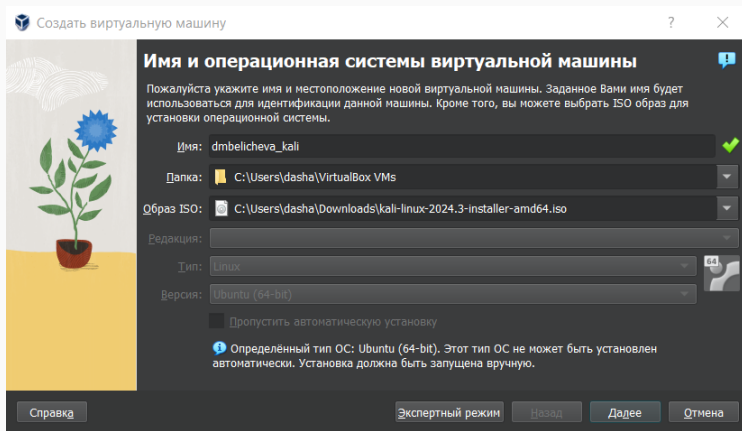 Создать виртуальную машину
Имя и операционная системы виртуальной машины
Пожалуйста укажите имя и местоположение новой виртуальной машины. Заданное Вами имя будет
использоваться для идентификации данной машины. Кроме того, вы можете выбрать ISO образ для
установки операционной системы.
Имя: dmbelicheva_kali
Папка: C:\Users\dasha\VirtualBox VMs
Образ ISO: C:\Users\dasha\Downloads\kali-linux-2024.3-installer-amd64.iso
Редакция:
Тип: Linux
64
Версия: Ubuntu (64-bit)
Пропустить автоматическую установку
Определённый тип ОС: Ubuntu (64-bit). Этот тип ОС не может быть установлен
автоматически. Установка должна быть запущена вручную.
Справка Экспертный режим Назад Далее Отмена